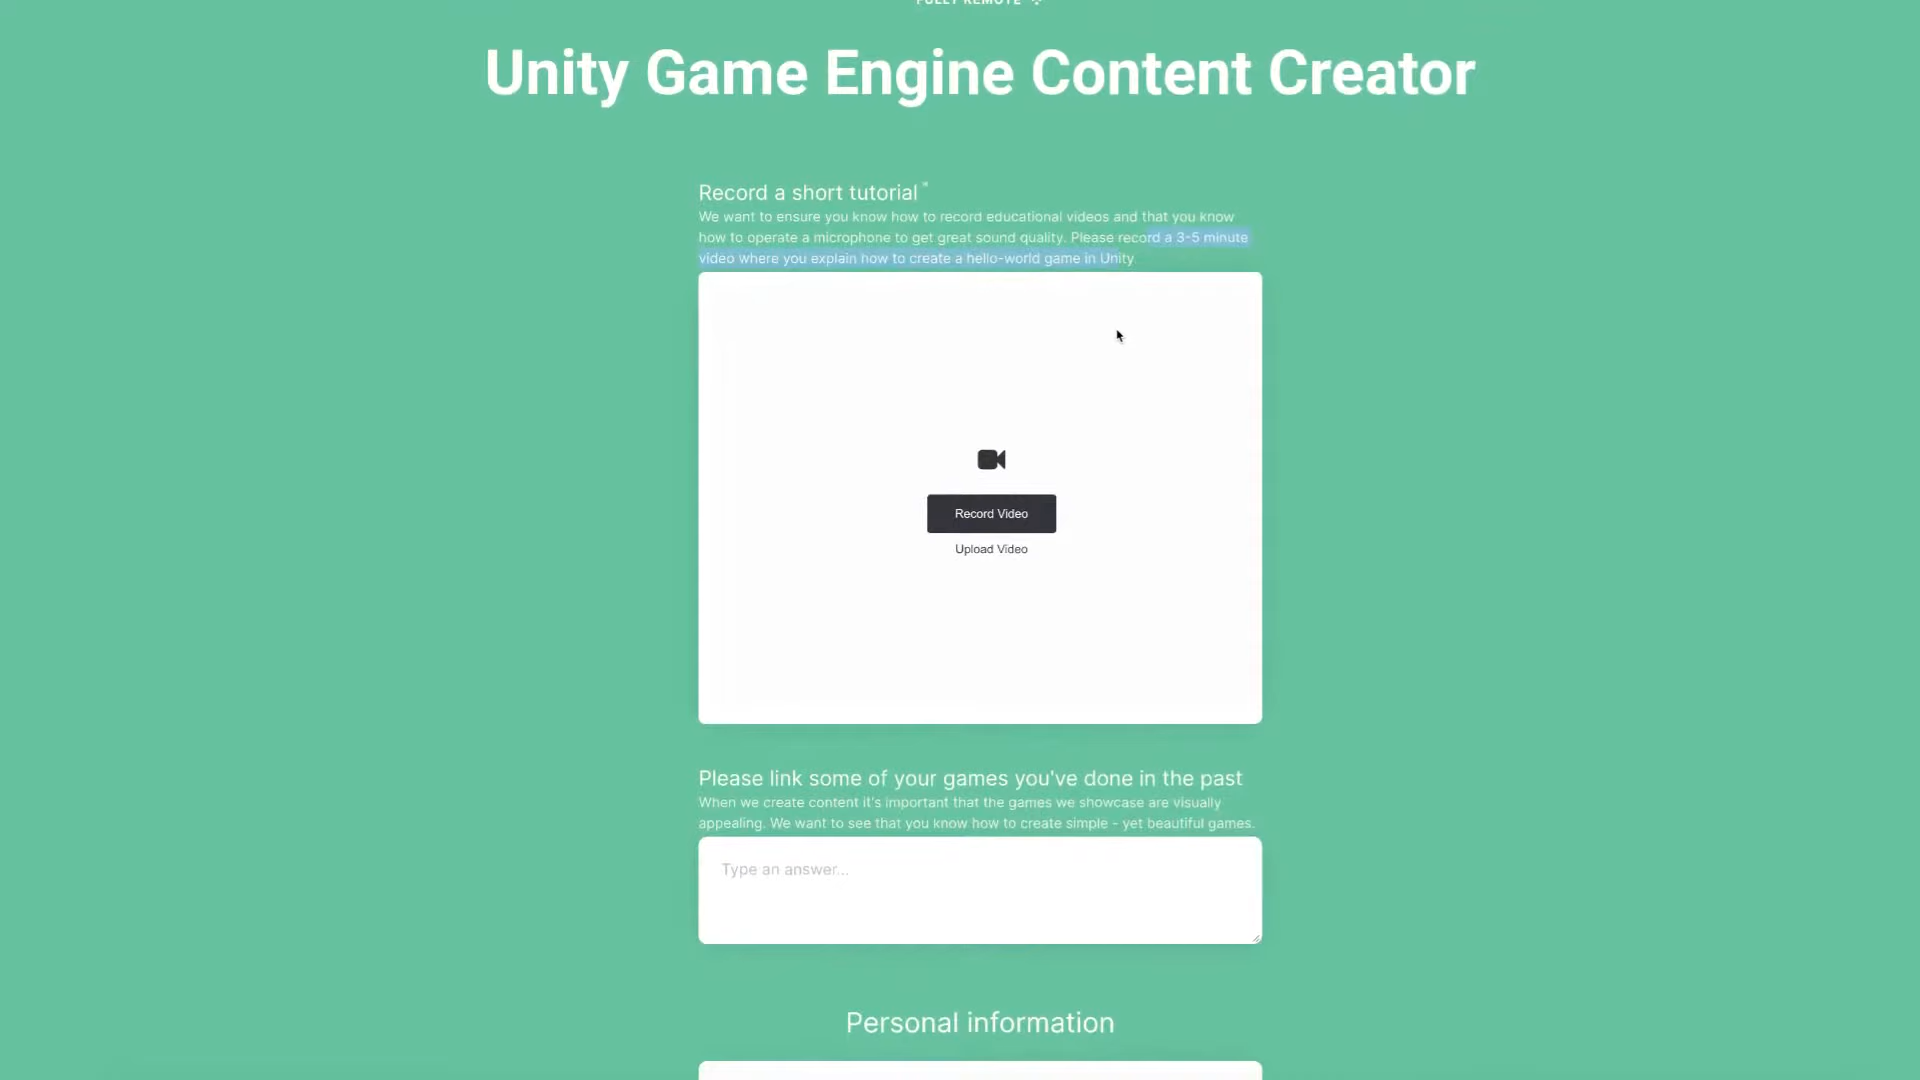 FULLY REMOTE
Unity Game Engine Content Creator
Record a short tutorial *
We want to ensure you know how to record educational videos and that you know
how to operate a microphone to get great sound quality. Please record a 3-5 minute
video where you explain how to create a hello-world game in Unity.
Record Video
Upload Video
Please link some of your games you've done in the past
When we create content it's important that the games we showcase are visually
appealing. We want to see that you know how to create simple - yet beautiful games.
Type an answer...
Personal information